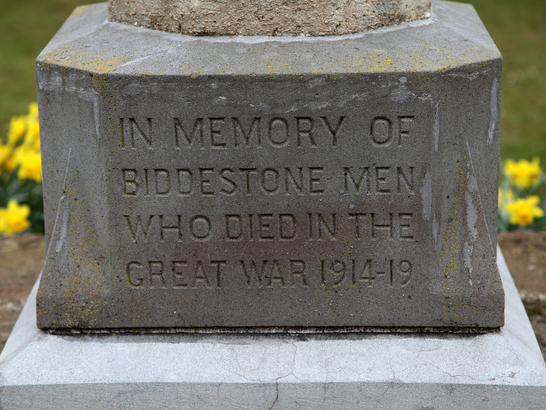 IN MEMORY OF
BIDDESTONE MEN
WHO DIED IN THE
GREAT WAR 1914-19